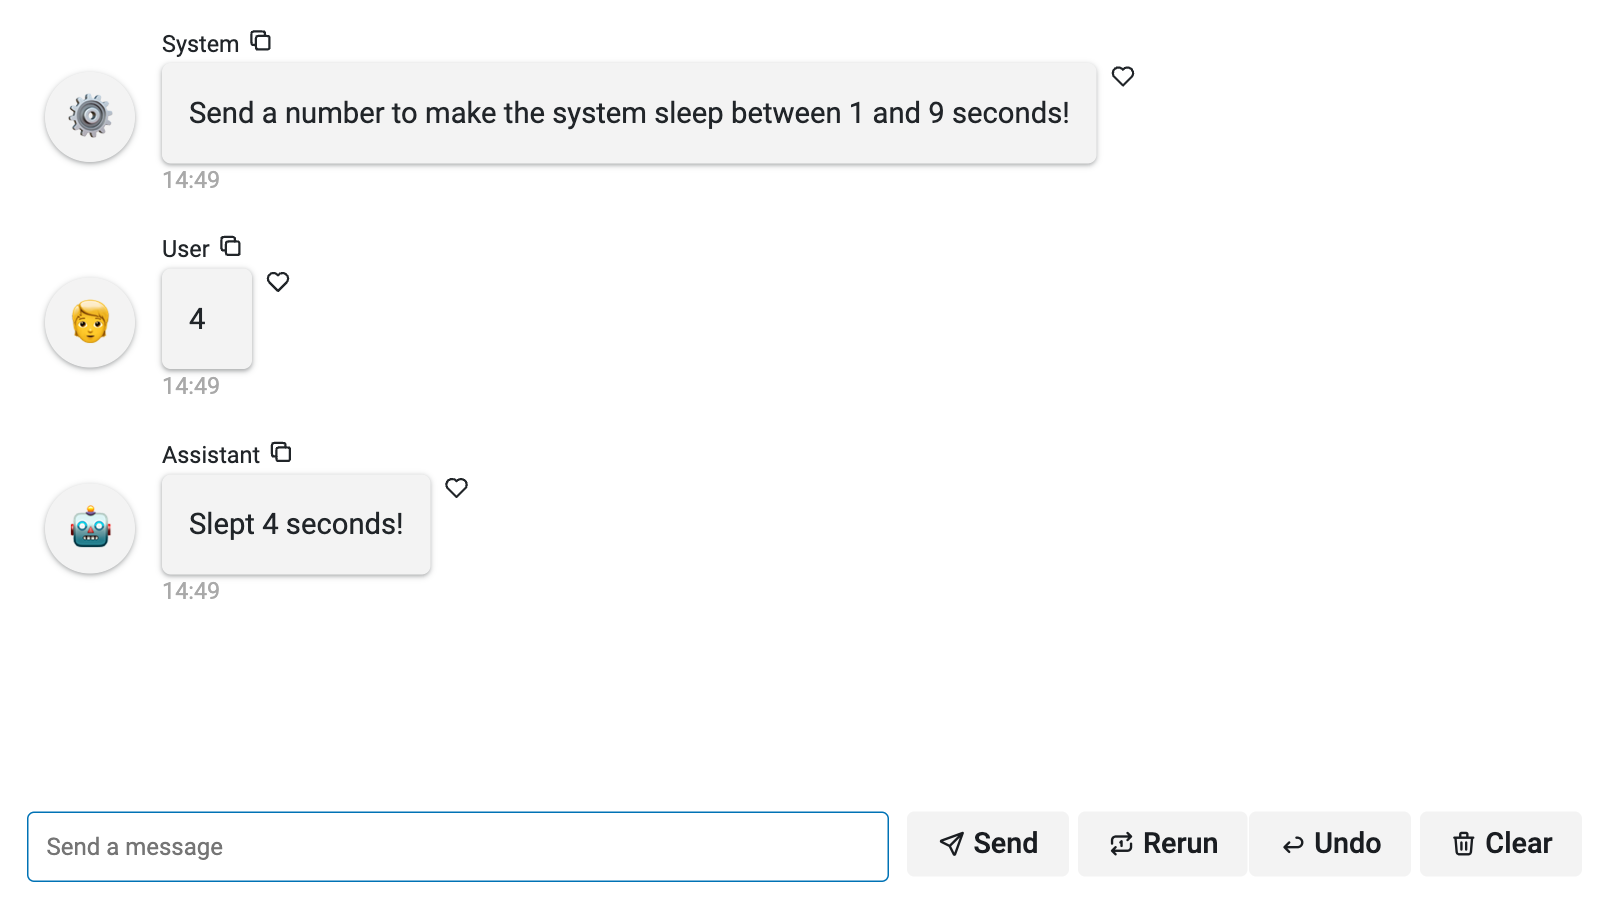 System
Send a number to make the system sleep between 1 and 9 seconds!
14:49
User
4
14:49
Assistant
Slept 4 seconds!
14:49
Send a message
Send
Rerun
Undo
Clear